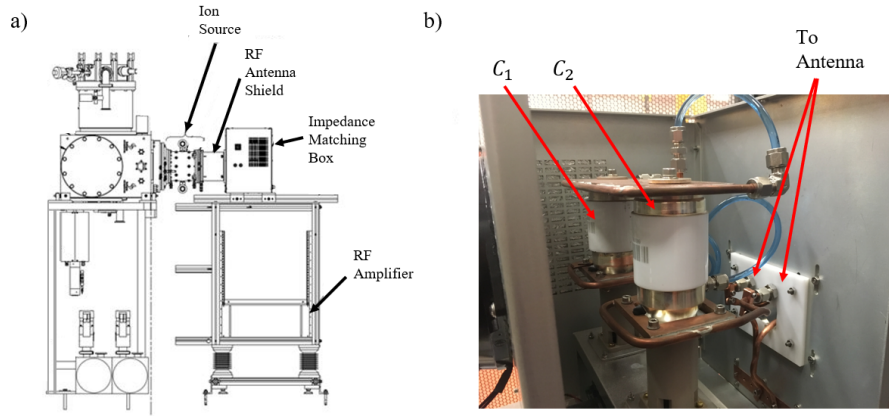 a)
Ion
Source
RF
Antenna
Shield
Impedance
Matching
Box
RF
Amplifier
b)
C₁
C₂
To
Antenna